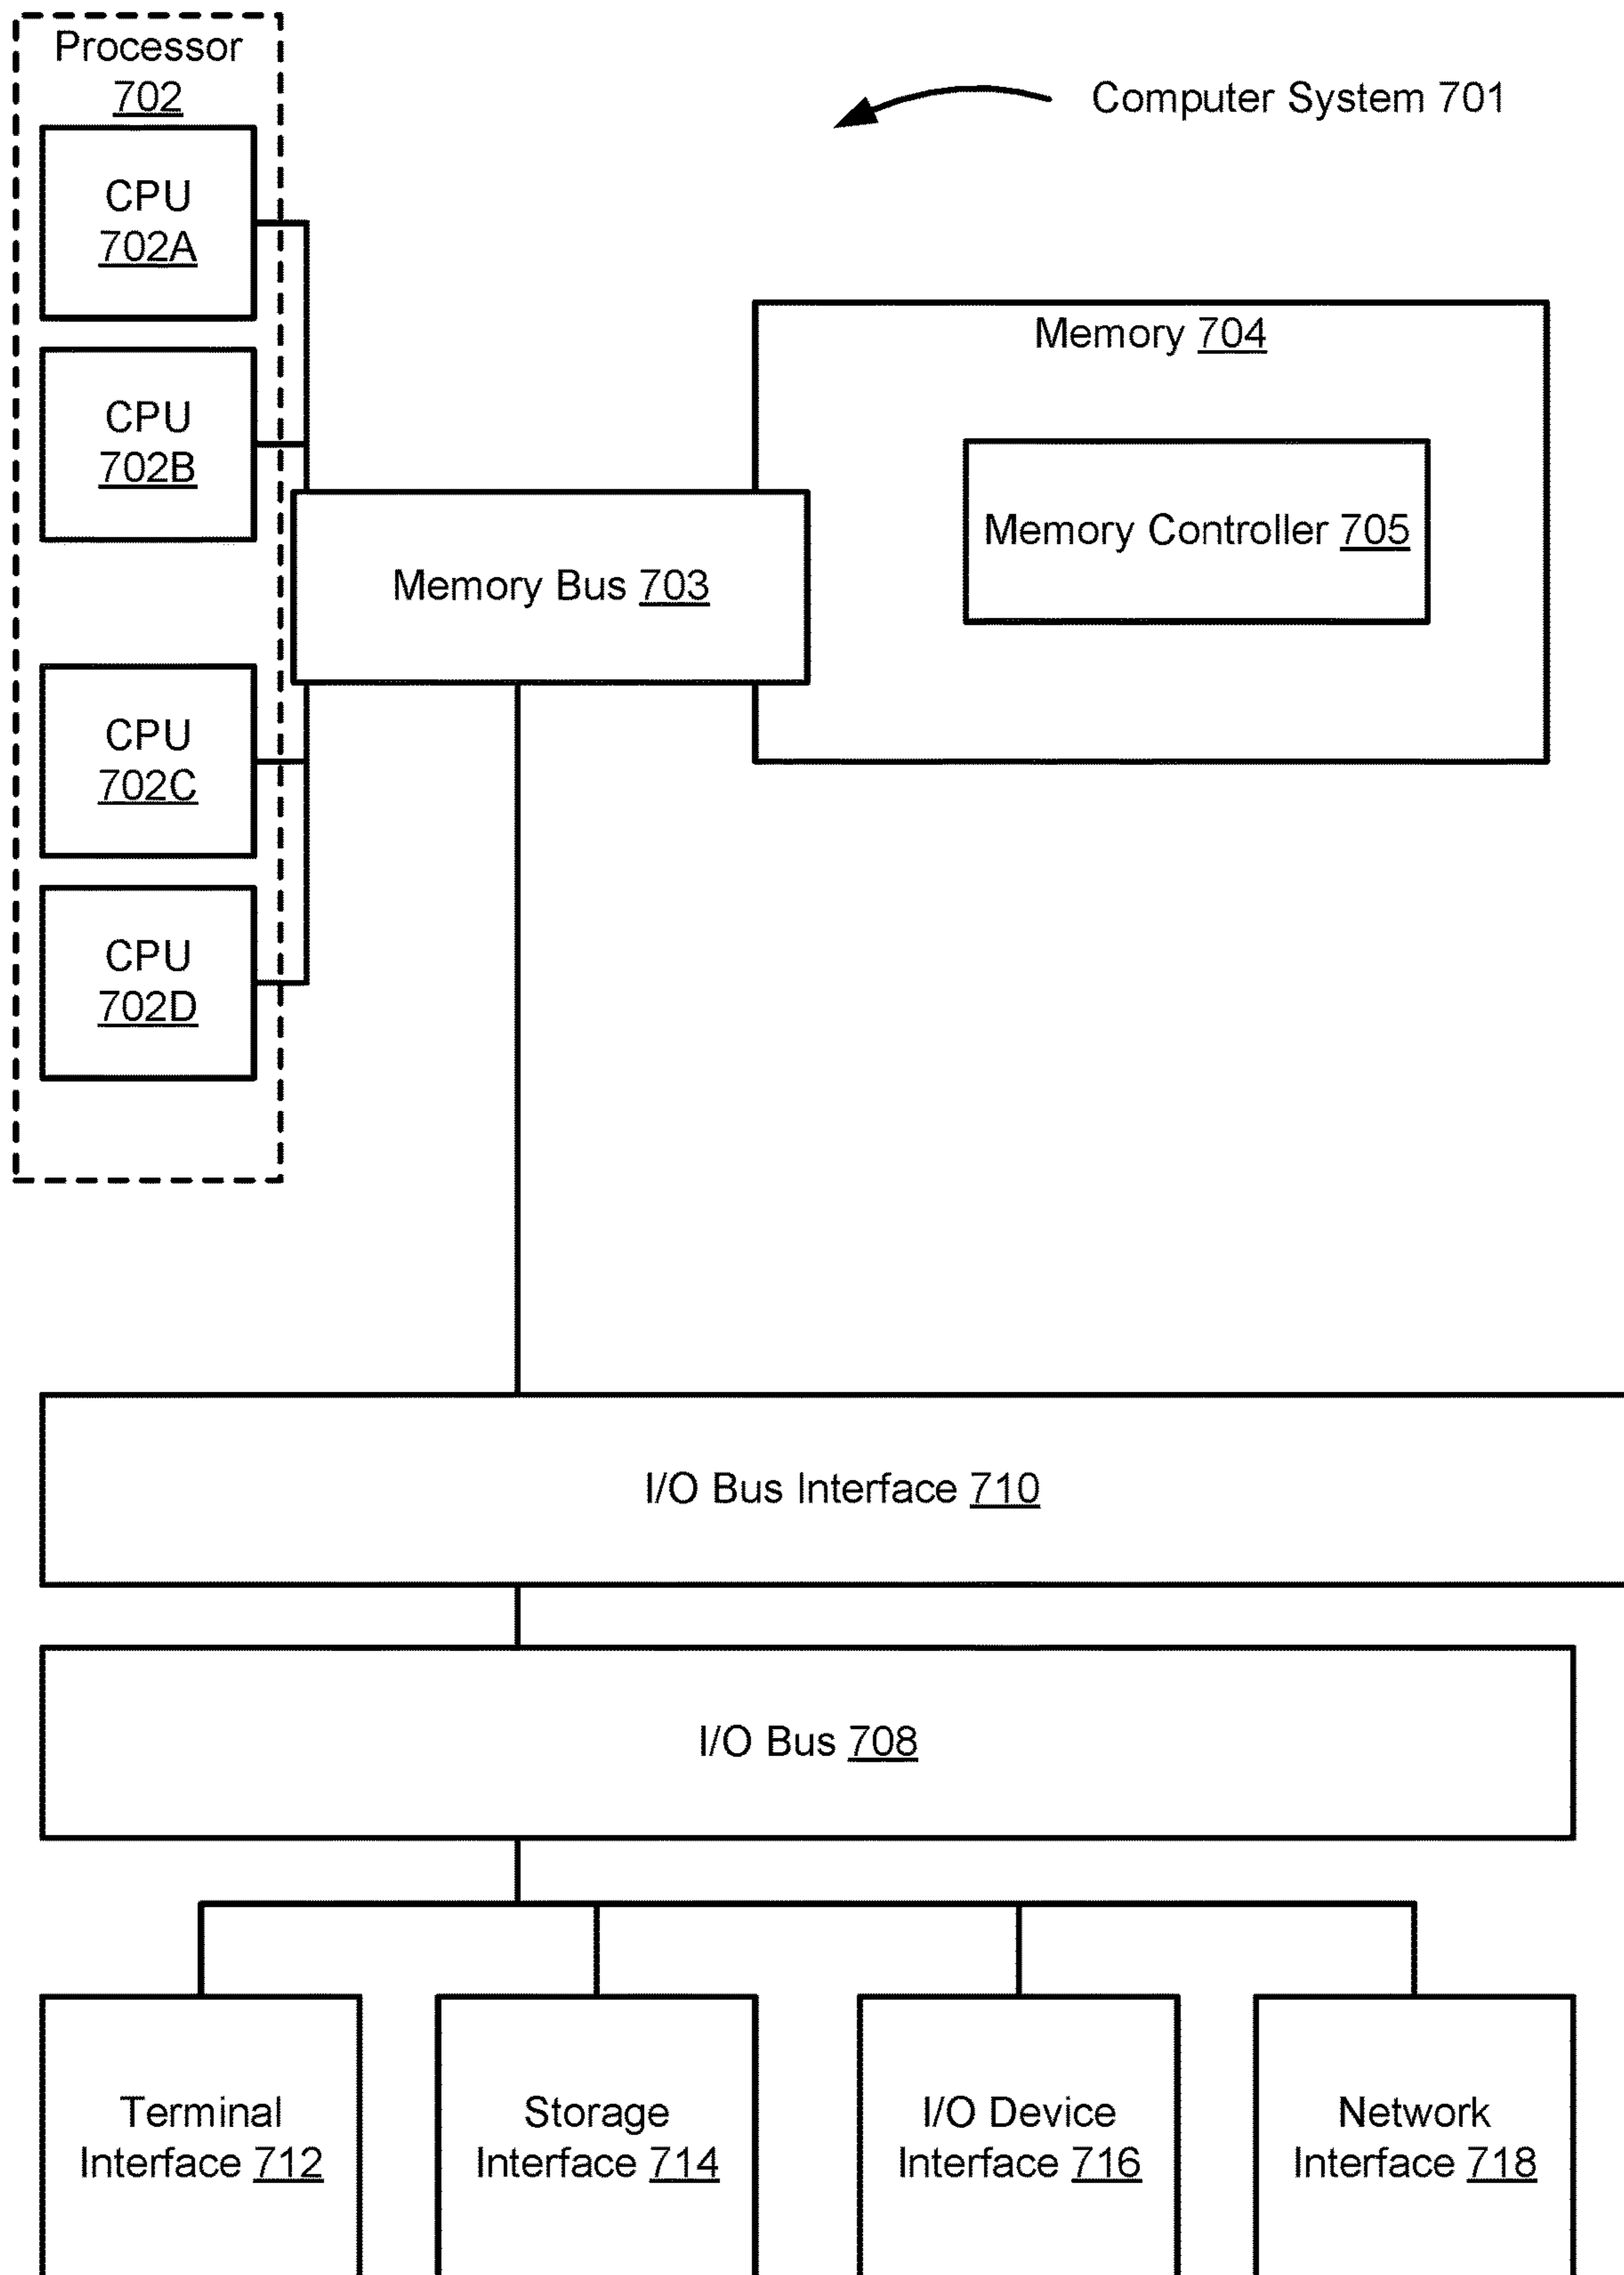 Processor
702
Computer System 701
CPU
702A
Memory 704
CPU
702B
Memory Controller 705
Memory Bus 703
CPU
702C
CPU
702D
I/O Bus Interface 710
I/O Bus 708
Terminal
Interface 712
Storage
Interface 714
I/O Device
Interface 716
Network
Interface 718